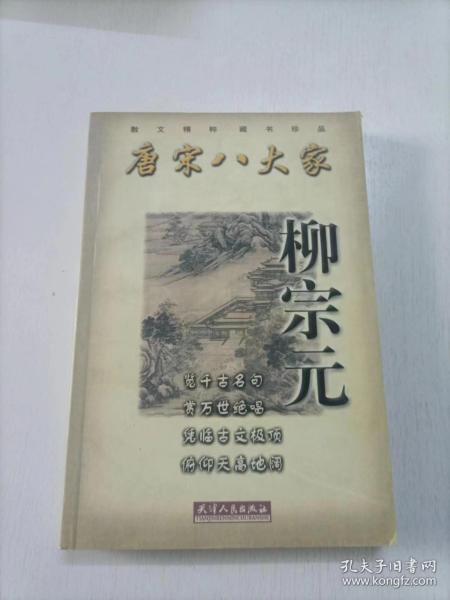 散文精粹藏书珍品
唐宋八大家
柳宗元
览千古名句
赏万世绝唱
凭临古文极顶
俯仰天高地阔
天津人民出版社
TIANJINRENMINCHUBANSHE
孔夫子旧书网
www.kongfz.com